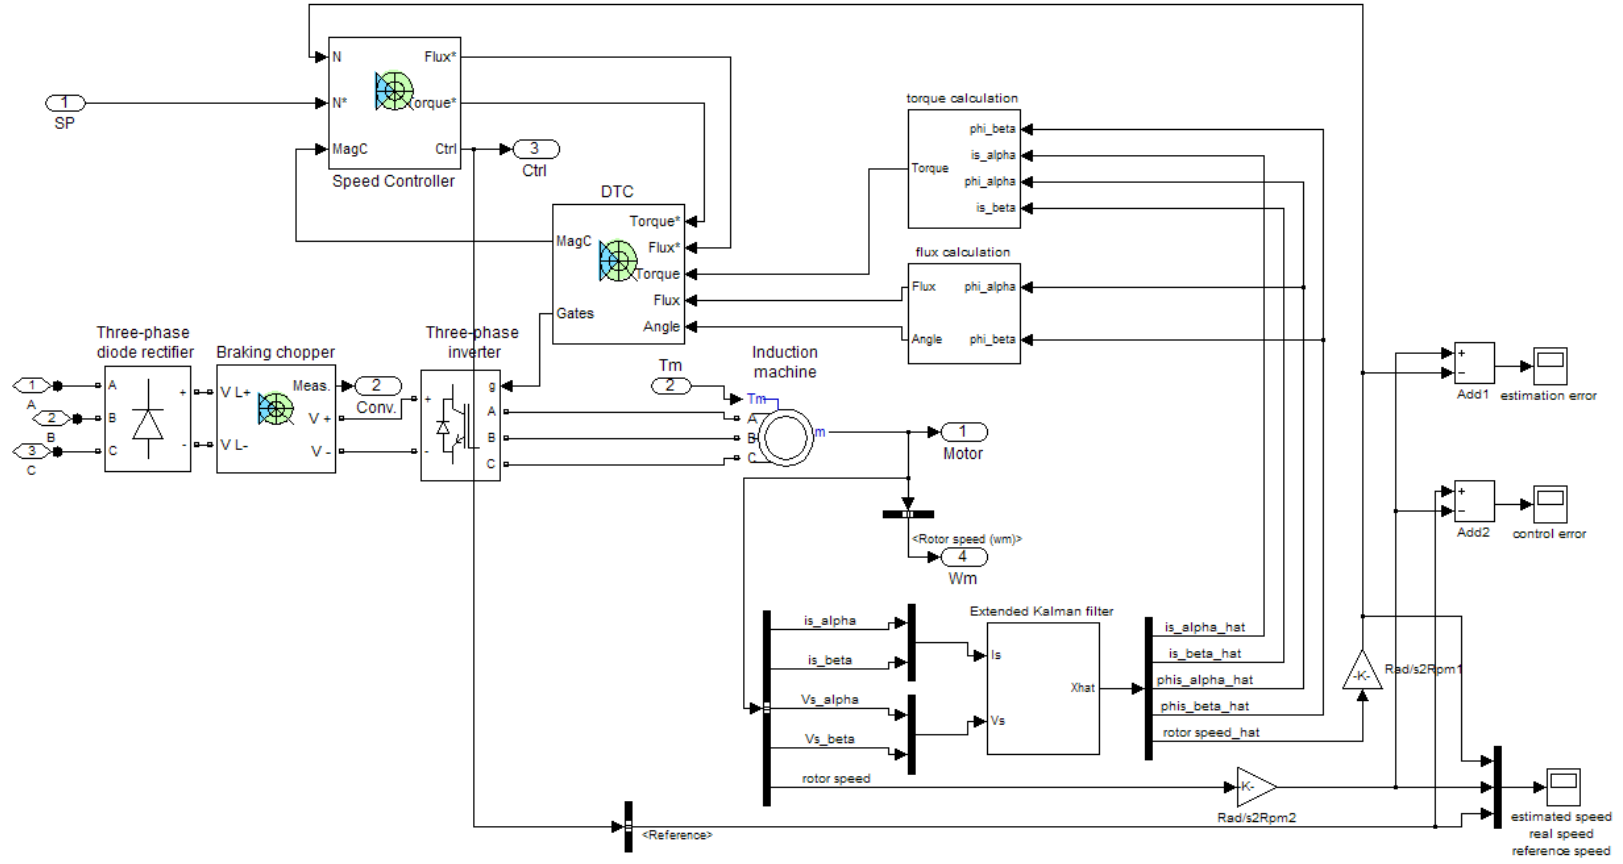 N
Flux*
1
SP
N*
Torque*
MagC
Ctrl
3
Ctrl
Speed Controller
torque calculation
phi_beta
is_alpha
Torque
phi_alpha
is_beta
DTC
Torque*
MagC
Flux*
Torque
Flux
Gates
Angle
flux calculation
Flux
phi_alpha
Angle
phi_beta
Three-phase
diode rectifier
Braking chopper
Three-phase
inverter
Tm
2
Induction
machine
1
A
2
B
3
C
A
B
C
+
-
V L+
V L-
Meas.
V +
V -
2
Conv.
+
-
g
A
B
C
Tm
A
B
C
m
1
Motor
<Rotor speed (wm)>
4
Wm
+
-
Add1
estimation error
+
-
Add2
control error
is_alpha
is_beta
Vs_alpha
Vs_beta
rotor speed
Extended Kalman filter
Is
Vs
Xhat
is_alpha_hat
is_beta_hat
phis_alpha_hat
phis_beta_hat
rotor speed_hat
-K-
Rad/s2Rpm1
-K-
Rad/s2Rpm2
<Reference>
estimated speed
real speed
reference speed